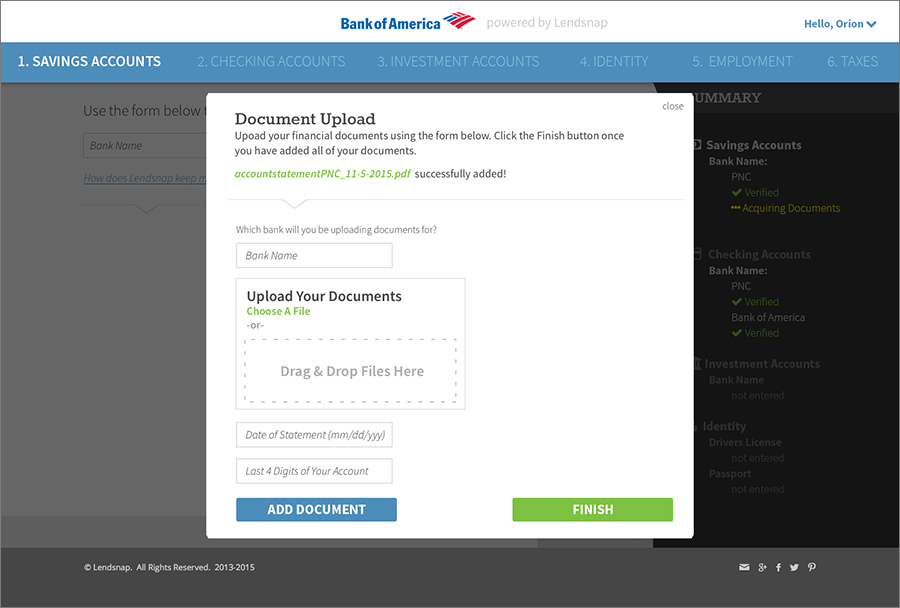 Bank of America powered by Lendsnap
Hello, Orion
1. SAVINGS ACCOUNTS
2. CHECKING ACCOUNTS
3. INVESTMENT ACCOUNTS
4. IDENTITY
5. EMPLOYMENT
6. TAXES
Use the form below t
Bank Name
How does Lendsnap keep m
close
Document Upload
Upoad your financial documents using the form below. Click the Finish button once
you have added all of your documents.
accountstatementPNC_11-5-2015.pdf successfully added!
Which bank will you be uploading documents for?
Bank Name
Upload Your Documents
Choose A File
-or-
Drag & Drop Files Here
Date of Statement (mm/dd/yyy)
Last 4 Digits of Your Account
ADD DOCUMENT
FINISH
UMMARY
Savings Accounts
Bank Name:
PNC
Verified
Acquiring Documents
Checking Accounts
Bank Name:
PNC
Verified
Bank of America
Verified
Investment Accounts
Bank Name
not entered
Identity
Drivers License
not entered
Passport
not entered
© Lendsnap. All Rights Reserved. 2013-2015